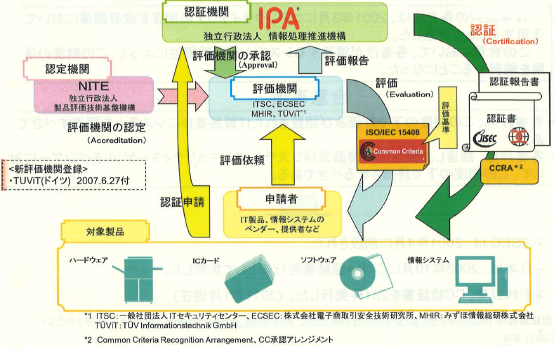 認証機関 IPA
独立行政法人 情報処理推進機構
認証
(Certification)
評価機関の承認
(Approval)
評価報告
認定機関
NITE
独立行政法人
製品評価技術基盤機構
評価機関
ITSC, ECSEC
MHIR, TÜViT*1
評価
(Evaluation)
評価基準
ISO/IEC 15408
Common Criteria
認証報告書
認証書
CCRA*2
評価機関の認定
(Accreditation)
<新評価機関登録>
・TUViT(ドイツ) 2007.6.27付
認証申請
評価依頼
申請者
IT製品、情報システムの
ベンダー、提供者など
対象製品
ハードウェア
ICカード
ソフトウェア
情報システム
*1 ITSC:一般社団法人ITセキュリティセンター、ECSEC:株式会社電子商取引安全技術研究所、MHIR:みずほ情報総研株式会社
TÜViT:TÜV Informationstechnik GmbH
*2 Common Criteria Recognition Arrangement、CC承認アレンジメント